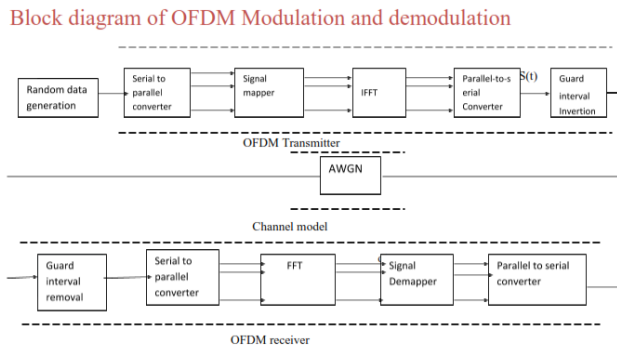 Block diagram of OFDM Modulation and demodulation
Random data
generation
Serial to
parallel
converter
Signal
mapper
IFFT
Parallel-to-s
erial
Converter
S(t)
Guard
interval
Invertion
OFDM Transmitter
AWGN
Channel model
Guard
interval
removal
Serial to
parallel
converter
FFT
Signal
Demapper
Parallel to serial
converter
OFDM receiver